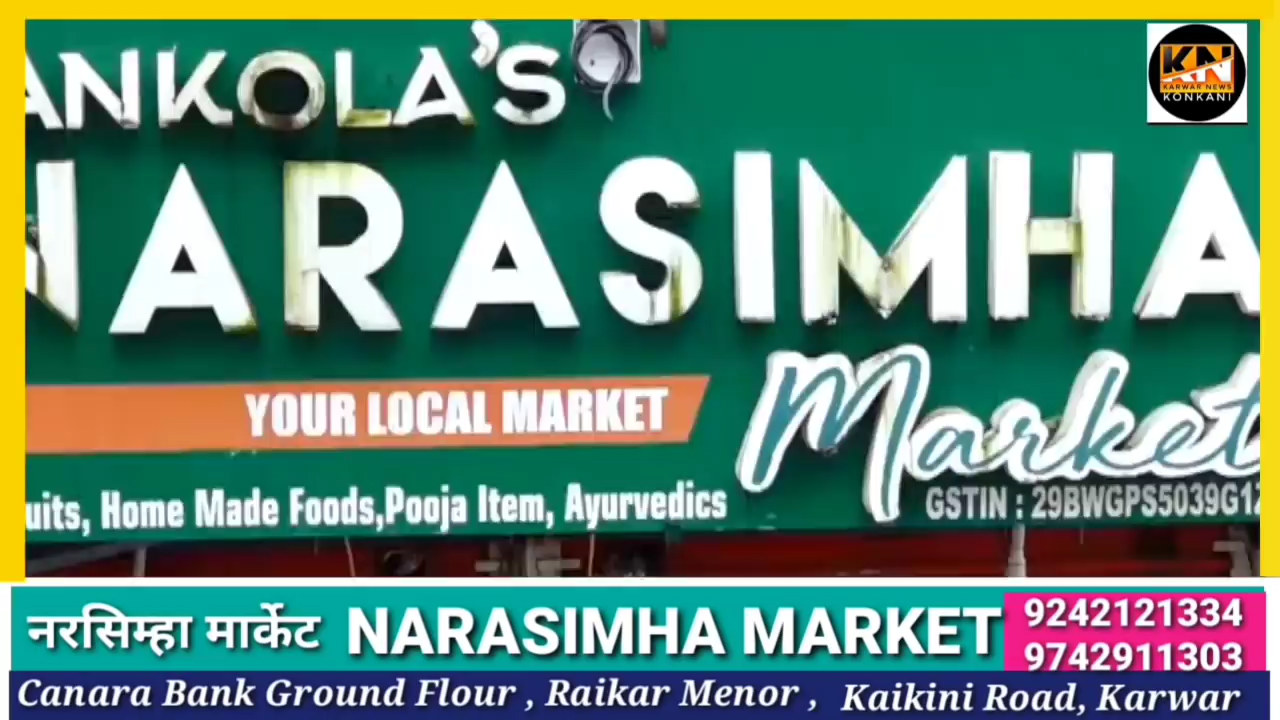 ANKOLA'S
NARASIMHA
Market
YOUR LOCAL MARKET
uits, Home Made Foods,Pooja Item, Ayurvedics
GSTIN : 29BWGPS5039G1Z
KN
KARWAR NEWS
KONKANI
नरसिम्हा मार्केट NARASIMHA MARKET
9242121334
9742911303
Canara Bank Ground Flour , Raikar Menor , Kaikini Road, Karwar